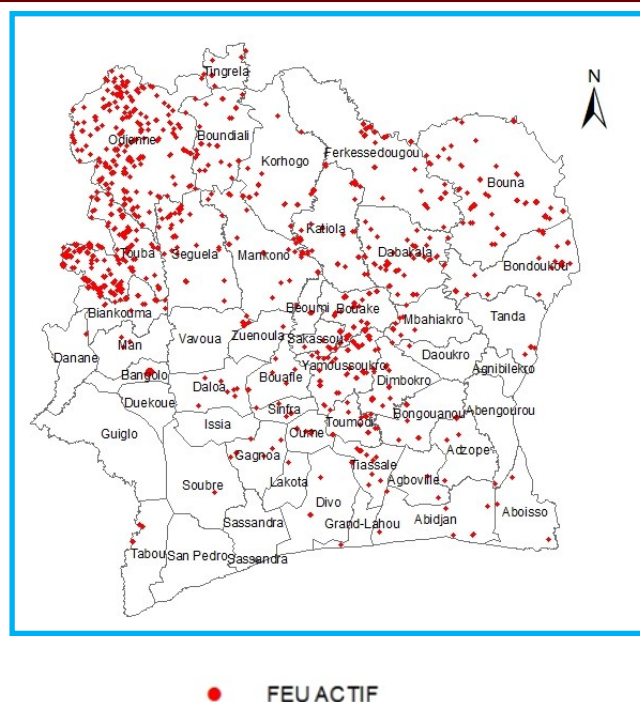 Tingrela
N
Odienne
Boundiali
Korhogo
Ferkessedougou
Bouna
Katiola
Touba
Seguela
Mankono
Dabakala
Bondoukou
Biankouma
Beoumi
Bouake
Mbahiakro
Tanda
Man
Vavoua
Zuenoula
Sakassou
Daoukro
Danane
Bangolo
Daloa
Bouafle
Yamoussoukro
Dimbokro
Agnibilekro
Duekoue
Sinfra
Bongouanou
Abengourou
Guiglo
Issia
Oume
Toumodi
Adzope
Gagnoa
Tiassale
Soubre
Lakota
Agboville
Divo
Aboisso
Sassandra
Grand-Lahou
Abidjan
Tabou
San Pedro
Sassandra
FEU ACTIF